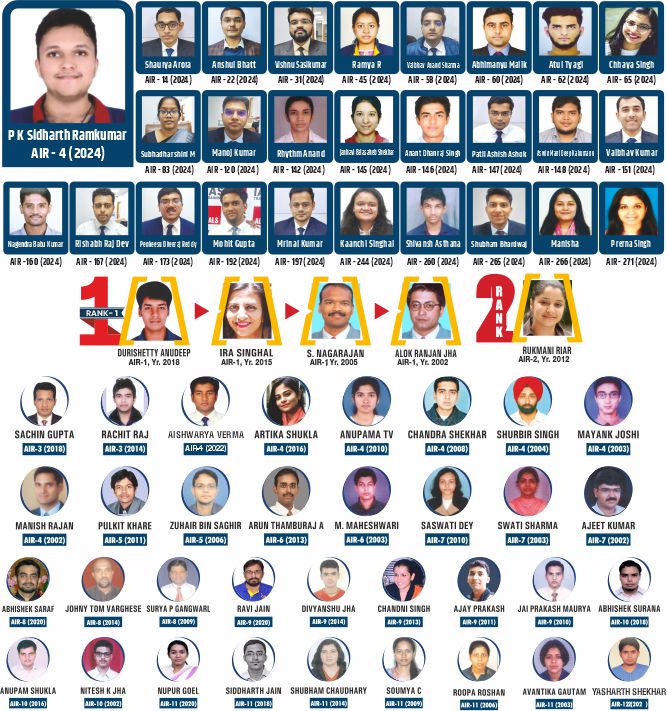 P K Sidharth Ramkumar
AIR - 4 (2024)
Shaurya Arora
AIR - 14 (2024)
Anshul Bhatt
AIR - 22 (2024)
Vishnu Sasikumar
AIR - 31(2024)
Ramya R
AIR - 45 (2024)
Vaibhav Anand Sharma
AIR - 58 (2024)
Abhimanyu Malik
AIR - 60 (2024)
Atul Tyagi
AIR - 62 (2024)
Chhaya Singh
AIR - 65 (2024)
Subhadharshini M
AIR - 83 (2024)
Manoj Kumar
AIR - 120 (2024)
Rhythm Anand
AIR - 142 (2024)
AIR - 145 (2024)
Anant Dhanraj Singh
AIR - 146 (2024)
Patil Ashish Ashok
AIR - 147(2024)
AIR - 148 (2024)
Vaibhav Kumar
AIR - 151 (2024)
Nagendra Babu Kumar
AIR -160 (2024)
Rishabh Raj Dev
AIR - 167 (2024)
Penjeesu Dheeraj Reddy
AIR - 173 (2024)
ALS
Mohit Gupta
AIR - 192 (2024)
Mrinal Kumar
AIR - 197(2024)
Kaanchi Singhal
AIR - 244 (2024)
Shivansh Asthana
AIR - 260 (2024)
Shubham Bhardwaj
AIR - 265 (2024)
Manisha
AIR - 266 (2024)
Prerna Singh
AIR - 271 (2024)
1
RANK-1
DURISHETTY ANUDEEP
AIR-1, Yr. 2018
IRA SINGHAL
AIR-1, Yr. 2015
S. NAGARAJAN
AIR-1 Yr. 2005
ALOK RANJAN JHA
AIR-1, Yr. 2002
2
RANK
RUKMANI RIAR
AIR-2, Yr. 2012
SACHIN GUPTA
AIR-3 (2018)
RACHIT RAJ
AIR-3 (2014)
AISHWARYA VERMA
AIR-4 (2022)
ARTIKA SHUKLA
AIR-4 (2016)
ANUPAMA TV
AIR-4 (2010)
CHANDRA SHEKHAR
AIR-4 (2008)
SHURBIR SINGH
AIR-4 (2004)
MAYANK JOSHI
AIR-4 (2003)
MANISH RAJAN
AIR-4 (2002)
PULKIT KHARE
AIR-5 (2011)
ZUHAIR BIN SAGHIR
AIR-5 (2006)
ARUN THAMBURAJ A
AIR-6 (2013)
M. MAHESHWARI
AIR-6 (2003)
SASWATI DEY
AIR-7 (2010)
SWATI SHARMA
AIR-7 (2003)
AJEET KUMAR
AIR-7 (2002)
ABHISHEK SARAF
AIR-8 (2020)
JOHNY TOM VARGHESE
AIR-8 (2014)
SURYA P GANGWARL
AIR-8 (2009)
RAVI JAIN
AIR-9 (2020)
DIVYANSHU JHA
AIR-9 (2014)
CHANDNI SINGH
AIR-9 (2013)
AJAY PRAKASH
AIR-9 (2011)
JAI PRAKASH MAURYA
AIR-9 (2010)
ABHISHEK SURANA
AIR-10 (2018)
ANUPAM SHUKLA
AIR-10 (2016)
NITESH K JHA
AIR-10 (2002)
NUPUR GOEL
AIR-11 (2020)
SIDDHARTH JAIN
AIR-11 (2018)
SHUBHAM CHAUDHARY
AIR-11 (2014)
SOUMYA C
AIR-11 (2009)
ROOPA ROSHAN
AIR-11 (2006)
AVANTIKA GAUTAM
AIR-11 (2003)
YASHARTH SHEKHAR